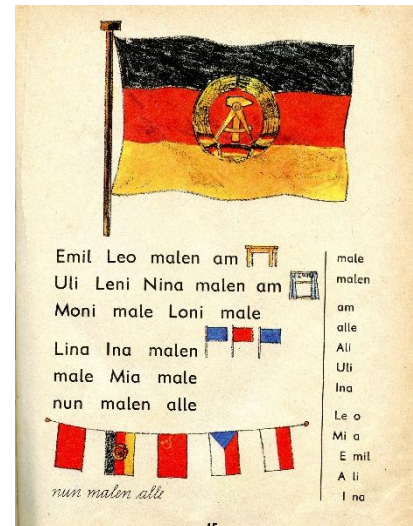 Emil Leo malen am
Uli Leni Nina malen am
Moni male Loni male
Lina Ina malen
male Mia male
nun malen alle
nun malen alle
male
malen
am
alle
Ali
Uli
Ina
Le o
Mi a
E mil
A li
I na